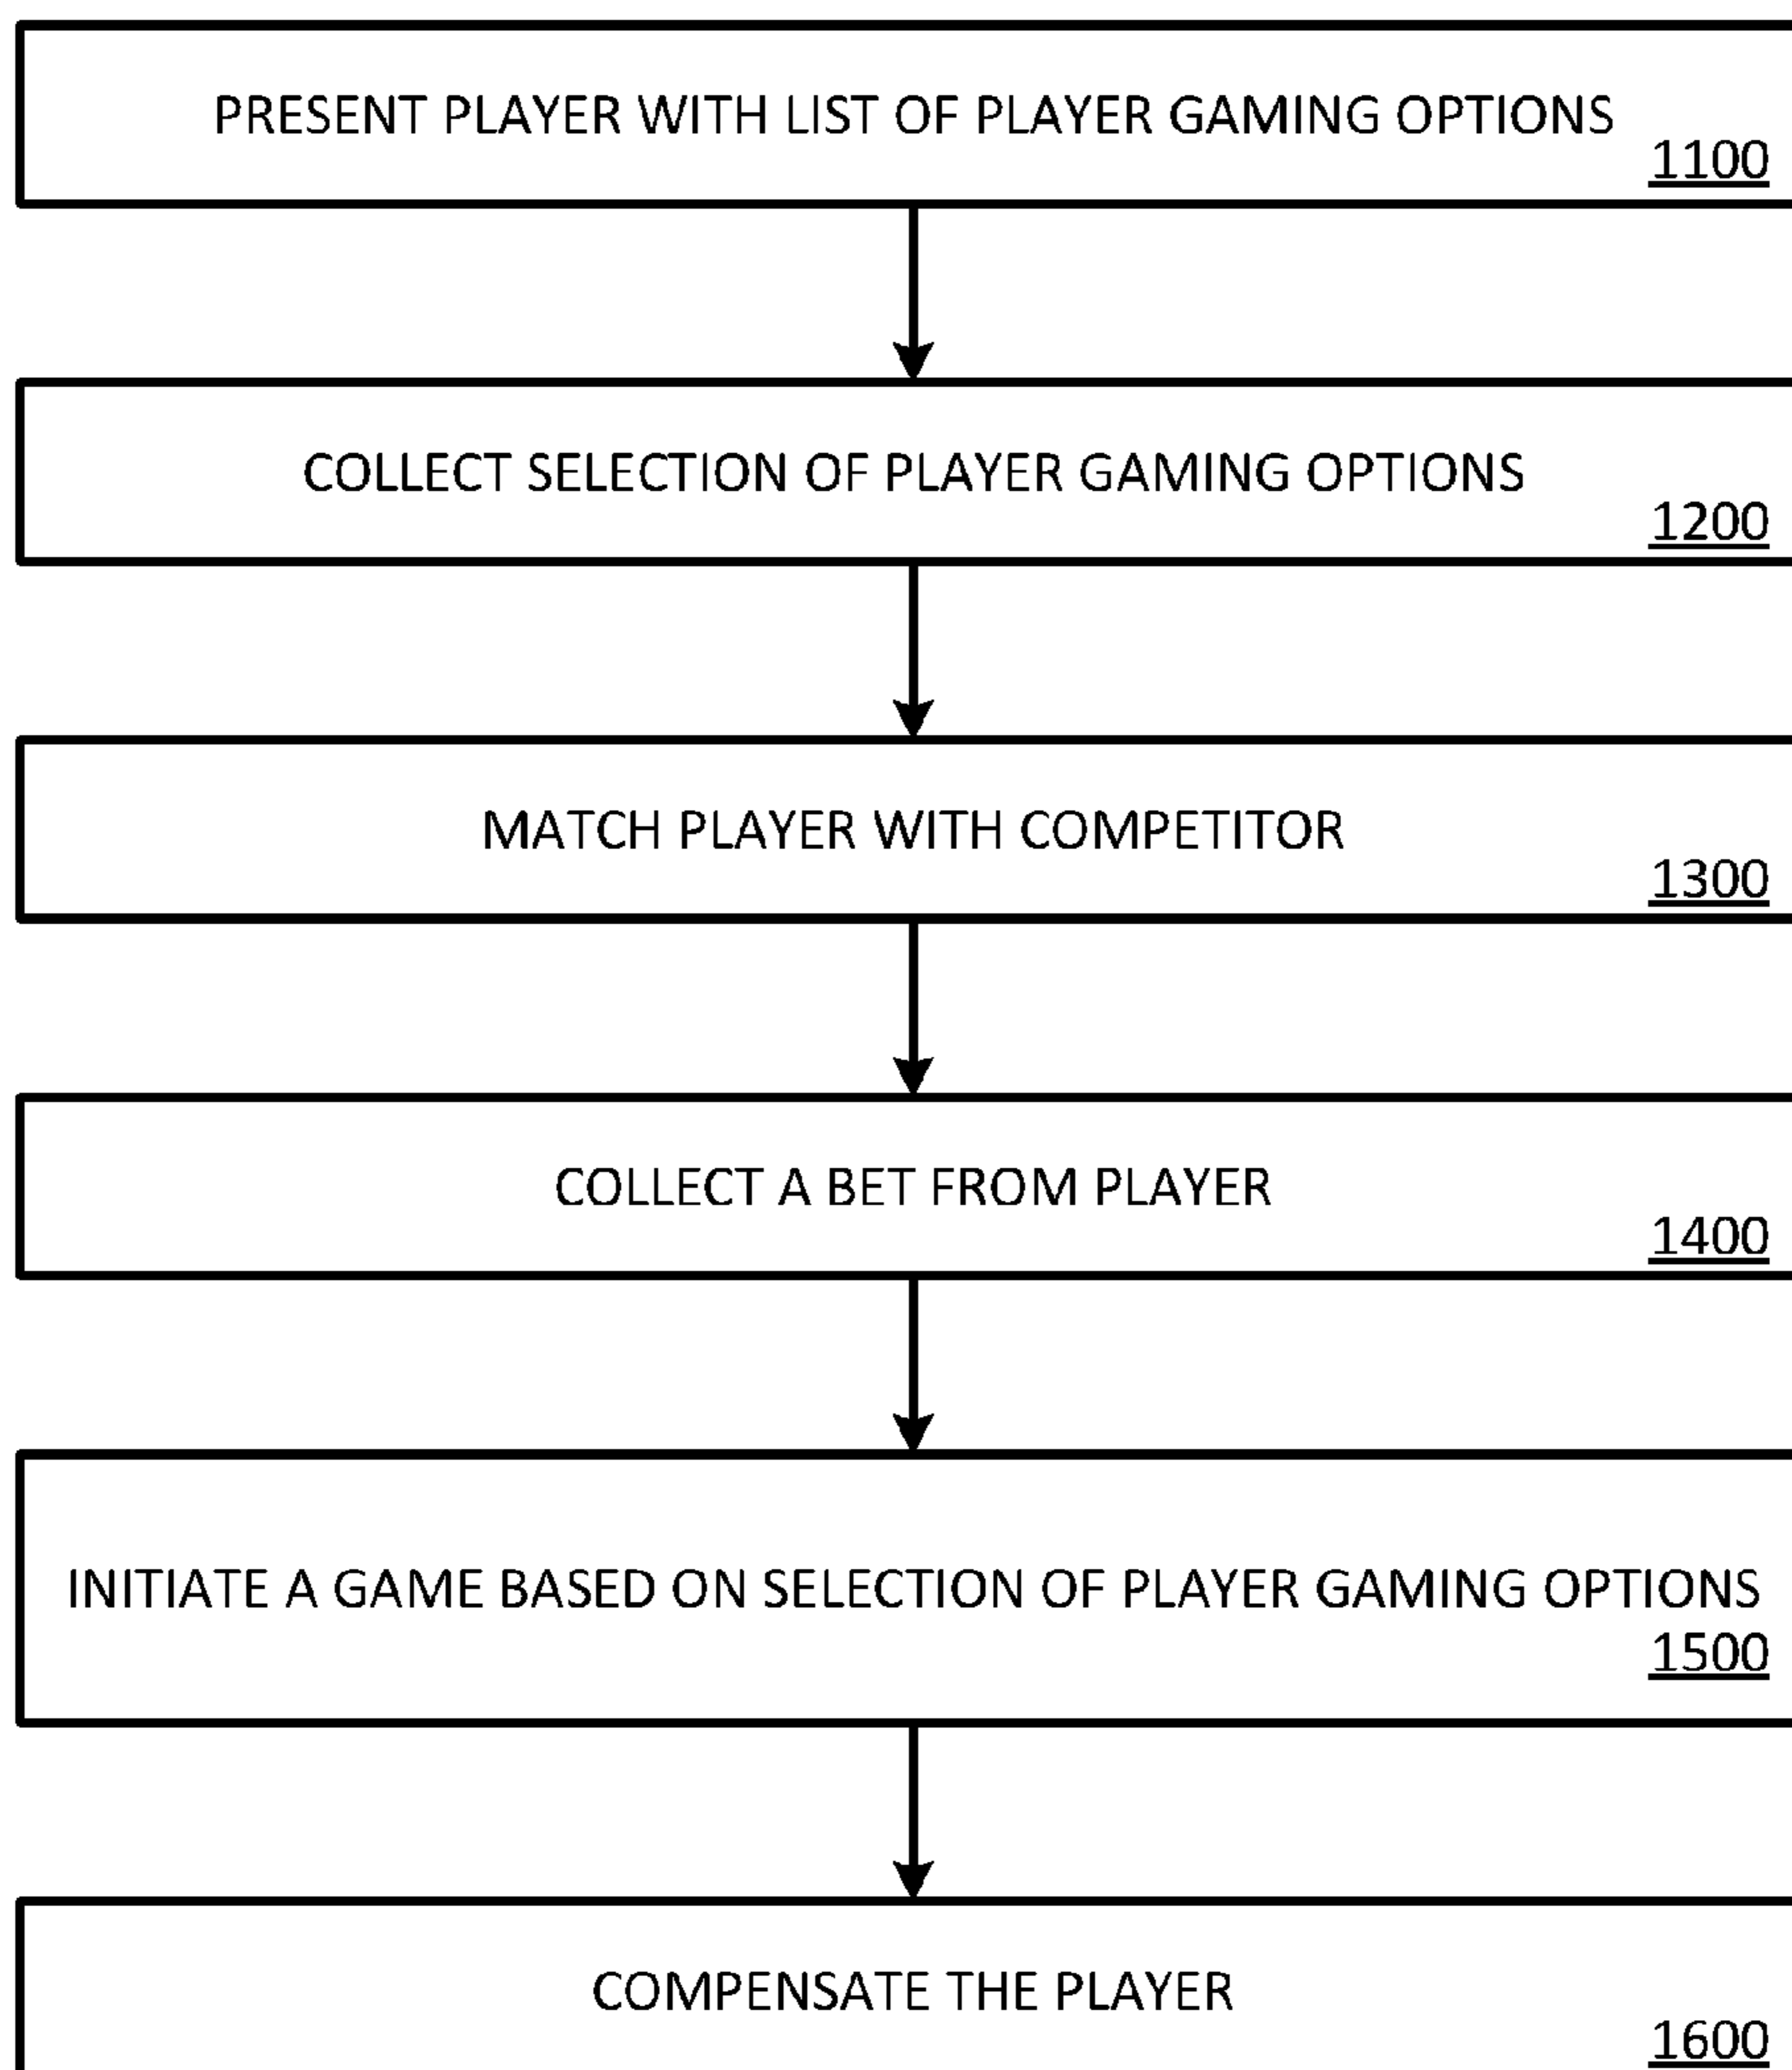 PRESENT PLAYER WITH LIST OF PLAYER GAMING OPTIONS
1100
COLLECT SELECTION OF PLAYER GAMING OPTIONS
1200
MATCH PLAYER WITH COMPETITOR
1300
COLLECT A BET FROM PLAYER
1400
INITIATE A GAME BASED ON SELECTION OF PLAYER GAMING OPTIONS
1500
COMPENSATE THE PLAYER
1600